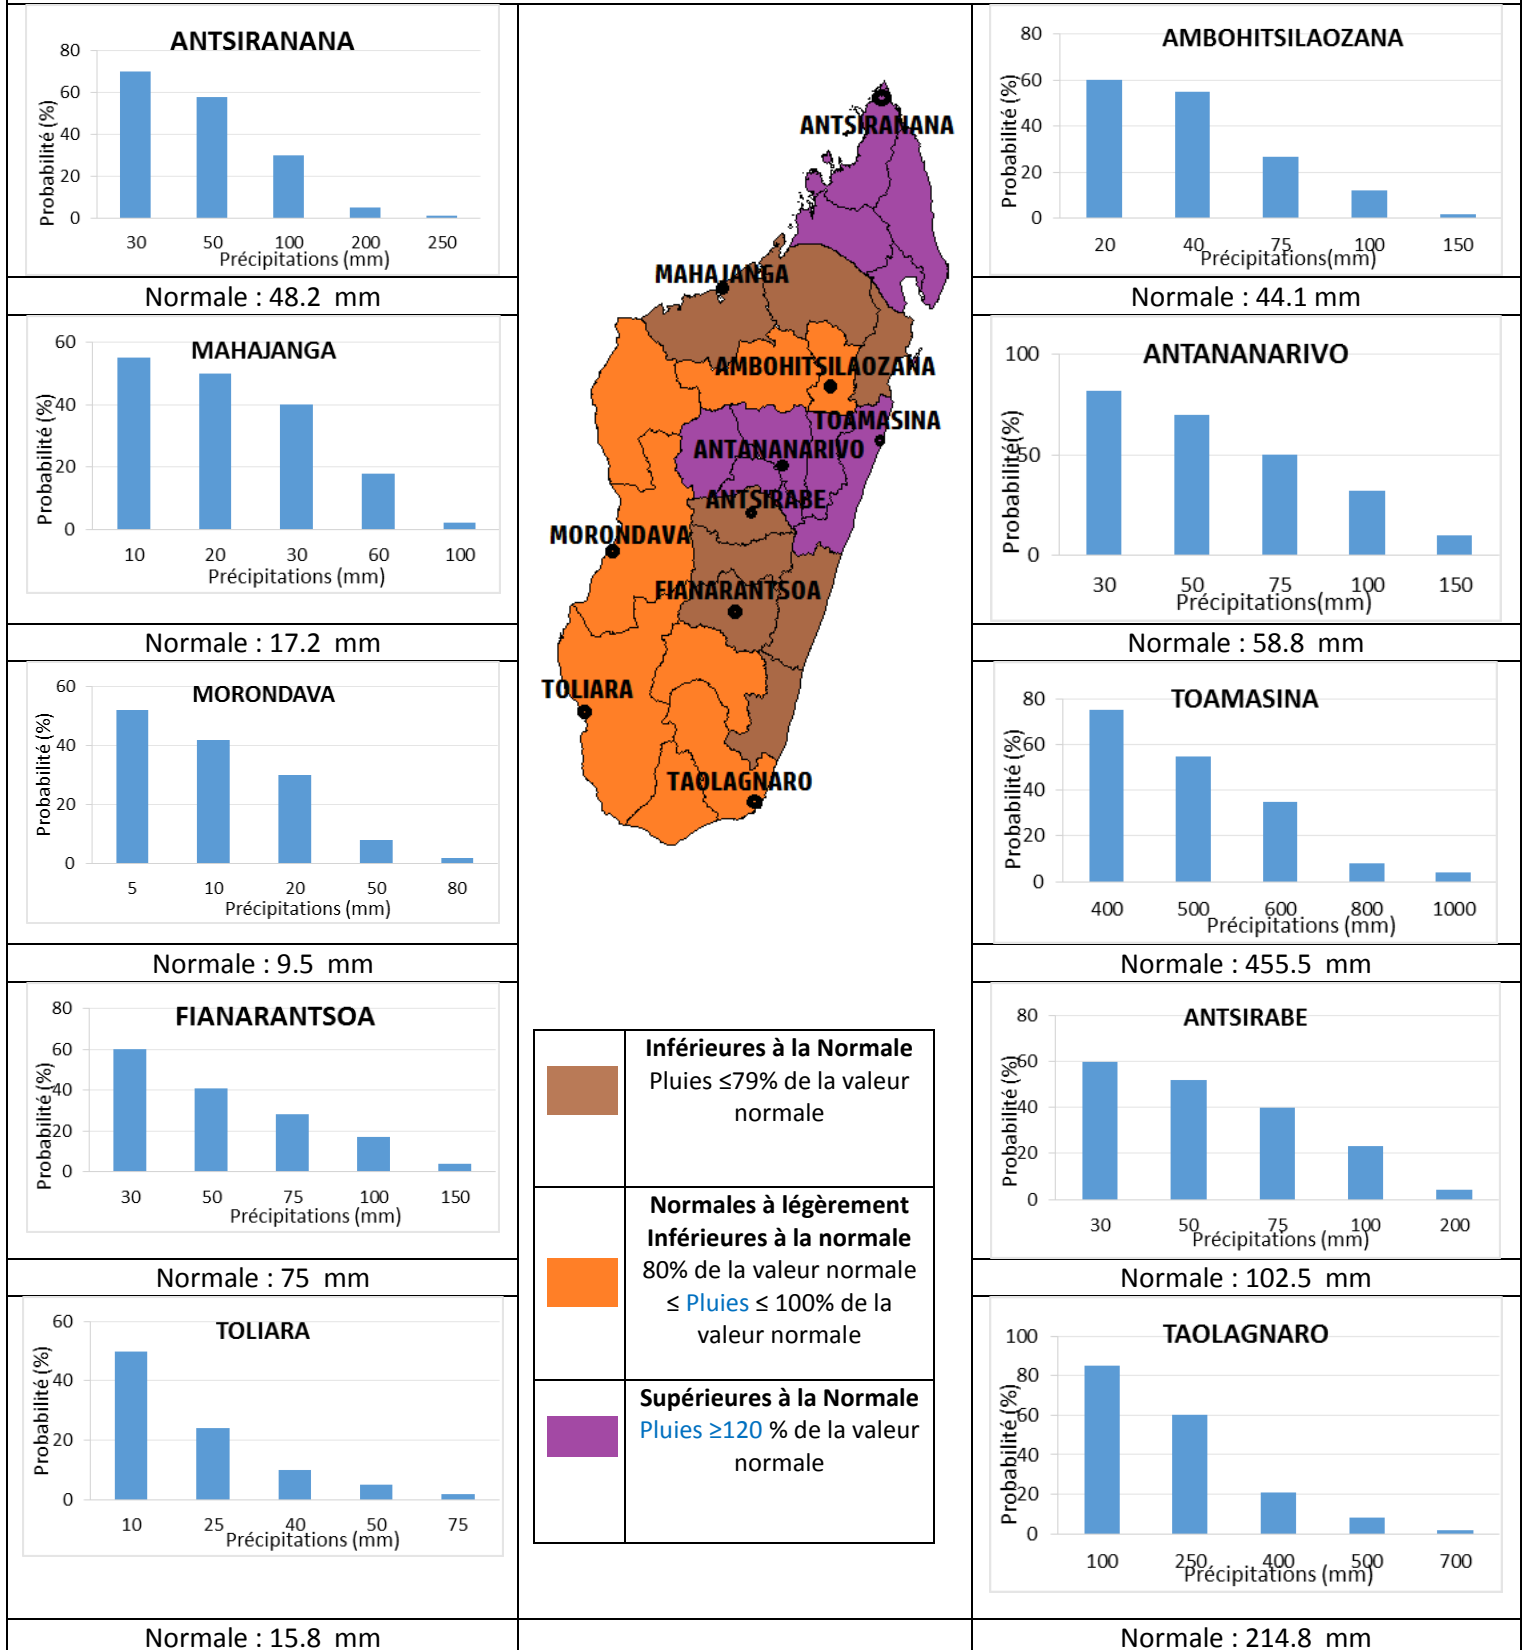 ANTSIRANANA
80
60
40
20
0
Probabilité (%)
30 50 100 200 250
Précipitations (mm)
Normale : 48.2 mm
MAHAJANGA
60
40
20
0
Probabilité (%)
10 20 30 60 100
Précipitations (mm)
Normale : 17.2 mm
MORONDAVA
60
40
20
0
Probabilité (%)
5 10 20 50 80
Précipitations (mm)
Normale : 9.5 mm
FIANARANTSOA
80
60
40
20
0
Probabilité (%)
30 50 75 100 150
Précipitations (mm)
Normale : 75 mm
TOLIARA
60
40
20
0
Probabilité (%)
10 25 40 50 75
Précipitations (mm)
Normale : 15.8 mm
ANTSIRANANA
MAHAJANGA
AMBOHITSILAOZANA
TOAMASINA
ANTANANARIVO
ANTSIRABE
MORONDAVA
FIANARANTSOA
TOLIARA
TAOLAGNARO
Inférieures à la Normale
Pluies ≤79% de la valeur
normale
Normales à légèrement
Inférieures à la normale
80% de la valeur normale
≤ Pluies ≤ 100% de la
valeur normale
Supérieures à la Normale
Pluies ≥120 % de la valeur
normale
AMBOHITSILAOZANA
80
60
40
20
0
Probabilité (%)
20 40 75 100 150
Précipitations(mm)
Normale : 44.1 mm
ANTANANARIVO
100
50
0
Probabilité(%)
30 50 75 100 150
Précipitations(mm)
Normale : 58.8 mm
TOAMASINA
80
60
40
20
0
Probabilité (%)
400 500 600 800 1000
Précipitations (mm)
Normale : 455.5 mm
ANTSIRABE
80
60
40
20
0
Probabilité (%)
30 50 75 100 200
Précipitations (mm)
Normale : 102.5 mm
TAOLAGNARO
100
80
60
40
20
0
Probabilité (%)
100 250 400 500 700
Précipitations (mm)
Normale : 214.8 mm